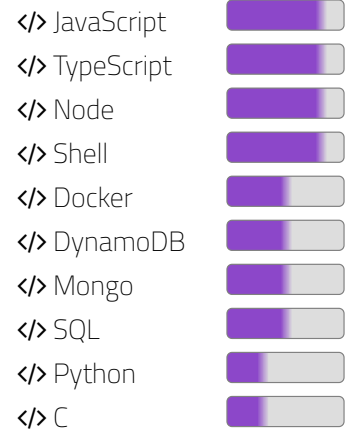 </> JavaScript
</> TypeScript
</> Node
</> Shell
</> Docker
</> DynamoDB
</> Mongo
</> SQL
</> Python
</> C